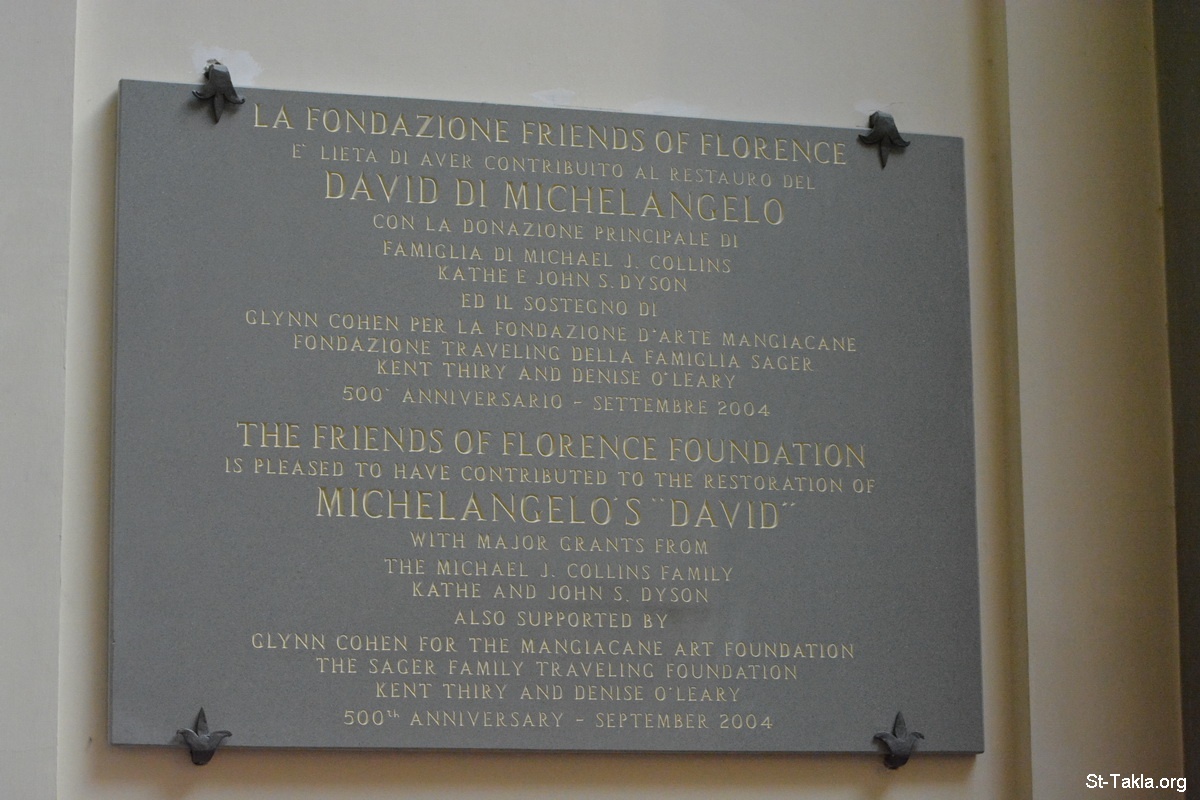 LA FONDAZIONE FRIENDS OF FLORENCE
E' LIETA DI AVER CONTRIBUITO AL RESTAURO DEL
DAVID DI MICHELANGELO
CON LA DONAZIONE PRINCIPALE DI
FAMIGLIA DI MICHAEL J. COLLINS
KATHE E JOHN S. DYSON
ED IL SOSTEGNO DI
GLYNN COHEN PER LA FONDAZIONE D'ARTE MANGIACANE
FONDAZIONE TRAVELING DELLA FAMIGLIA SAGER
KENT THIRY AND DENISE O'LEARY
500° ANNIVERSARIO - SETTEMBRE 2004
THE FRIENDS OF FLORENCE FOUNDATION
IS PLEASED TO HAVE CONTRIBUTED TO THE RESTORATION OF
MICHELANGELO'S "DAVID"
WITH MAJOR GRANTS FROM
THE MICHAEL J. COLLINS FAMILY
KATHE AND JOHN S. DYSON
ALSO SUPPORTED BY
GLYNN COHEN FOR THE MANGIACANE ART FOUNDATION
THE SAGER FAMILY TRAVELING FOUNDATION
KENT THIRY AND DENISE O'LEARY
500th ANNIVERSARY - SEPTEMBER 2004
St-Takla.org